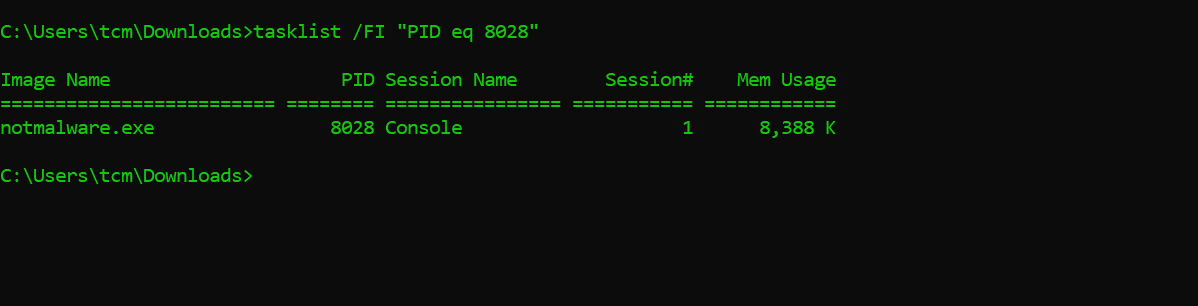 C:\Users\tcm\Downloads>tasklist /FI "PID eq 8028"
Image Name                     PID Session Name        Session#    Mem Usage
========================= ======== ================ =========== ============
notmalware.exe                8028 Console                    1      8,388 K
C:\Users\tcm\Downloads>